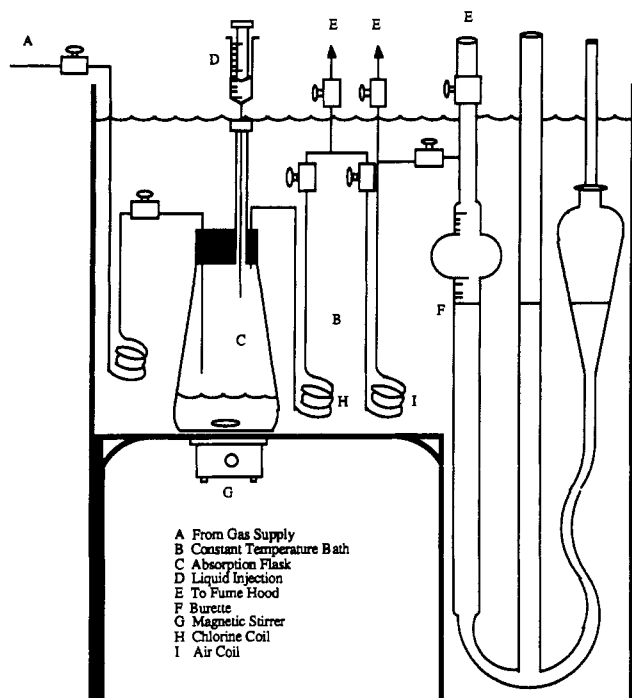 A
D
E
E
E
C
B
F
H
I
G
A From Gas Supply
B Constant Temperature Bath
C Absorption Flask
D Liquid Injection
E To Fume Hood
F Burette
G Magnetic Stirrer
H Chlorine Coil
I Air Coil